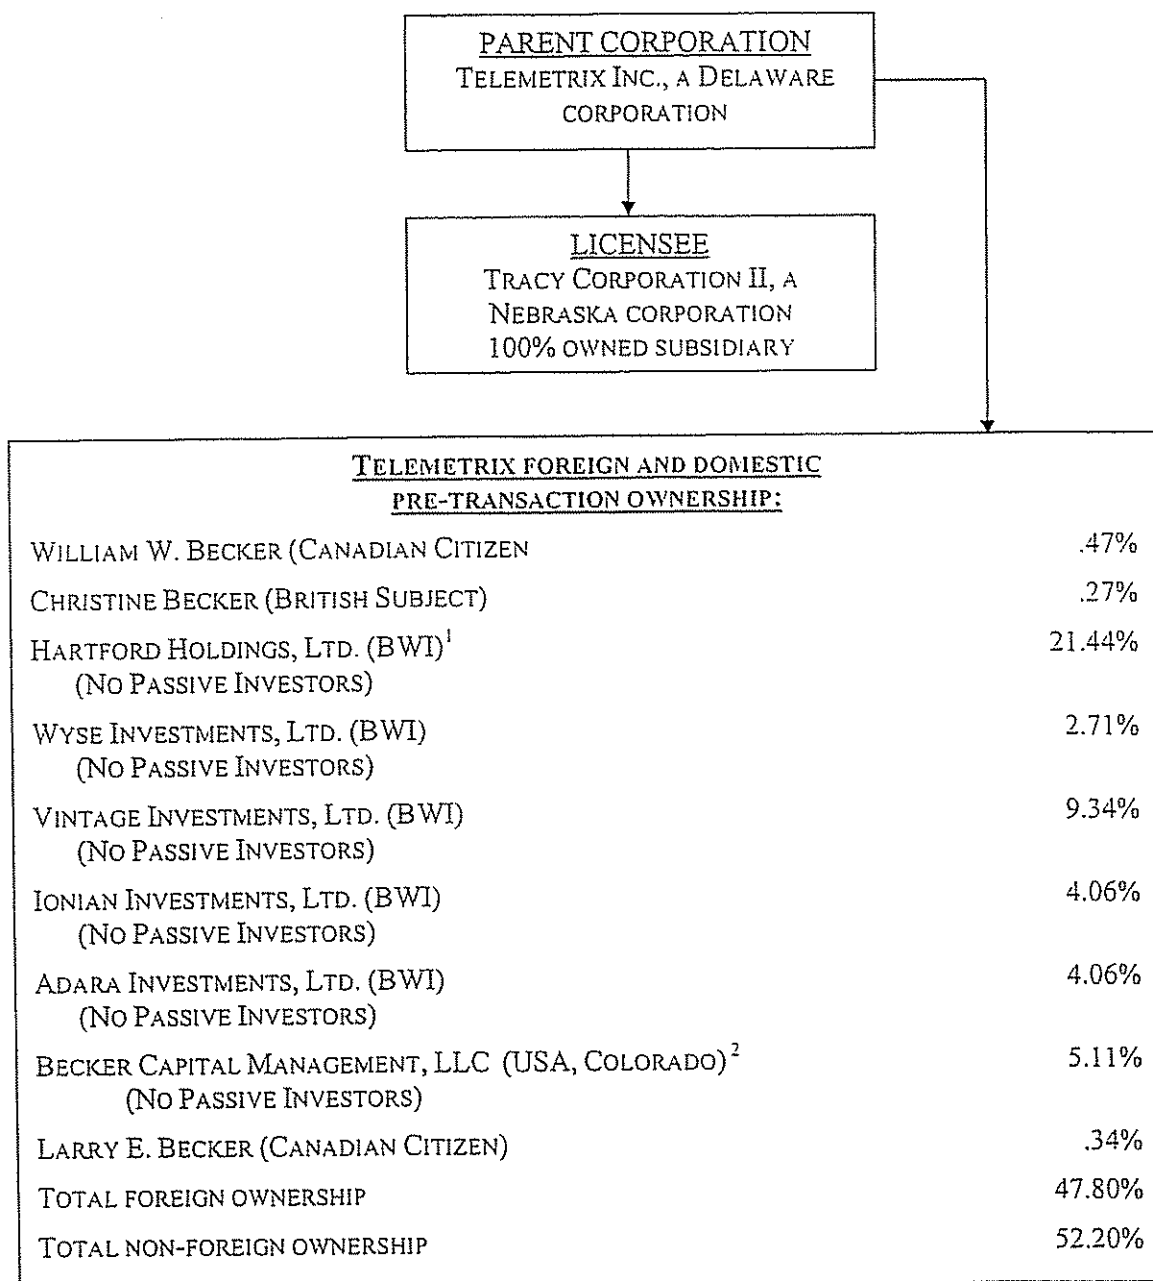 PARENT CORPORATION
TELEMETRIX INC., A DELAWARE
CORPORATION
LICENSEE
TRACY CORPORATION II, A
NEBRASKA CORPORATION
100% OWNED SUBSIDIARY
TELEMETRIX FOREIGN AND DOMESTIC
PRE-TRANSACTION OWNERSHIP:
WILLIAM W. BECKER (CANADIAN CITIZEN .47%
CHRISTINE BECKER (BRITISH SUBJECT) .27%
HARTFORD HOLDINGS, LTD. (BWI)¹ 21.44%
(NO PASSIVE INVESTORS)
WYSE INVESTMENTS, LTD. (BWI) 2.71%
(NO PASSIVE INVESTORS)
VINTAGE INVESTMENTS, LTD. (BWI) 9.34%
(NO PASSIVE INVESTORS)
IONIAN INVESTMENTS, LTD. (BWI) 4.06%
(NO PASSIVE INVESTORS)
ADARA INVESTMENTS, LTD. (BWI) 4.06%
(NO PASSIVE INVESTORS)
BECKER CAPITAL MANAGEMENT, LLC (USA, COLORADO)² 5.11%
(NO PASSIVE INVESTORS)
LARRY E. BECKER (CANADIAN CITIZEN) .34%
TOTAL FOREIGN OWNERSHIP 47.80%
TOTAL NON-FOREIGN OWNERSHIP 52.20%